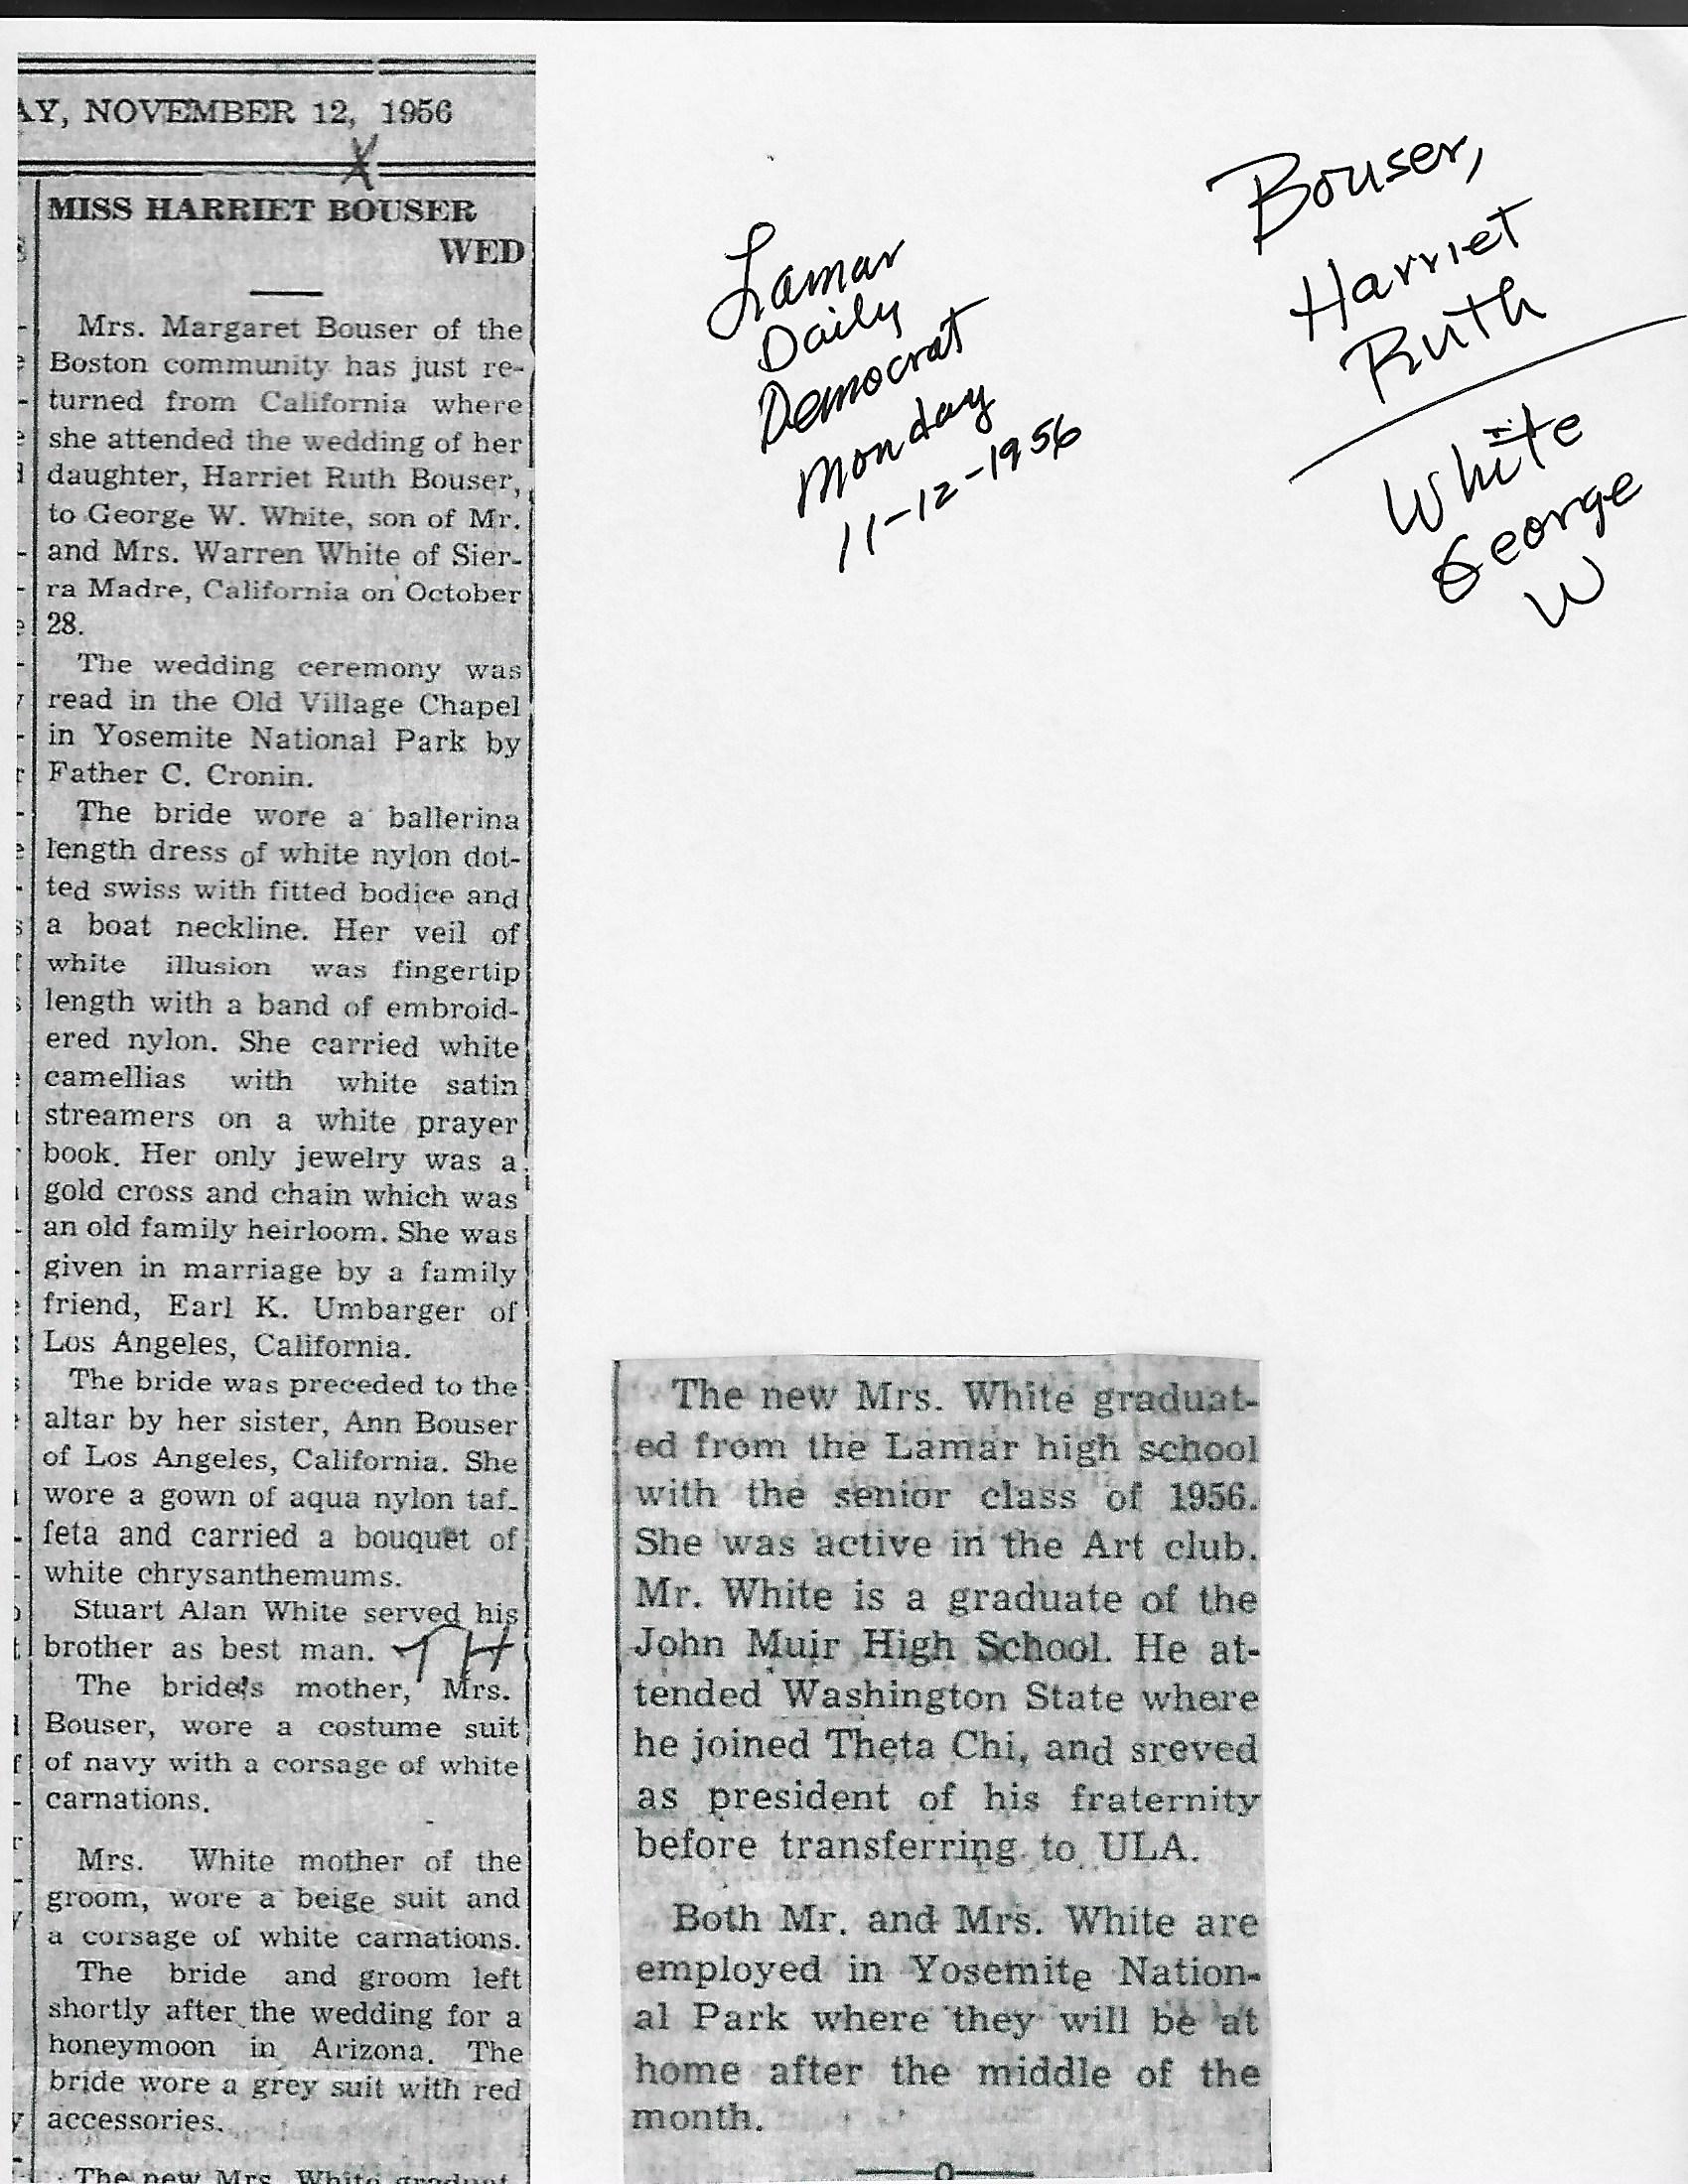 AY, NOVEMBER 12, 1956
X
MISS HARRIET BOUSER
WED
Mrs. Margaret Bouser of the
Boston community has just re-
turned from California where
she attended the wedding of her
daughter, Harriet Ruth Bouser,
to George W. White, son of Mr.
and Mrs. Warren White of Sier-
ra Madre, California on October
28.
The wedding ceremony was
read in the Old Village Chapel
in Yosemite National Park by
Father C. Cronin.
The bride wore a ballerina
length dress of white nylon dot-
ted swiss with fitted bodice and
a boat neckline. Her veil of
white illusion was fingertip
length with a band of embroid-
ered nylon. She carried white
camellias with white satin
streamers on a white prayer
book. Her only jewelry was a
gold cross and chain which was
an old family heirloom. She was
given in marriage by a family
friend, Earl K. Umbarger of
Los Angeles, California.
The bride was preceded to the
altar by her sister, Ann Bouser
of Los Angeles, California. She
wore a gown of aqua nylon taf-
feta and carried a bouquet of
white chrysanthemums.
Stuart Alan White served his
brother as best man. TH
The bride's mother, Mrs.
Bouser, wore a costume suit
of navy with a corsage of white
carnations.
Mrs. White mother of the
groom, wore a beige suit and
a corsage of white carnations.
The bride and groom left
shortly after the wedding for a
honeymoon in Arizona. The
bride wore a grey suit with red
accessories.
The new Mrs. White graduat-
Lamar
Daily
Democrat
Monday
11-12-1956
Bouser,
Harriet
Ruth
White
George
W
The new Mrs. White graduat-
ed from the Lamar high school
with the senior class of 1956.
She was active in the Art club.
Mr. White is a graduate of the
John Muir High School. He at-
tended Washington State where
he joined Theta Chi, and sreved
as president of his fraternity
before transferring to ULA.
Both Mr. and Mrs. White are
employed in Yosemite Nation-
al Park where they will be at
home after the middle of the
month.